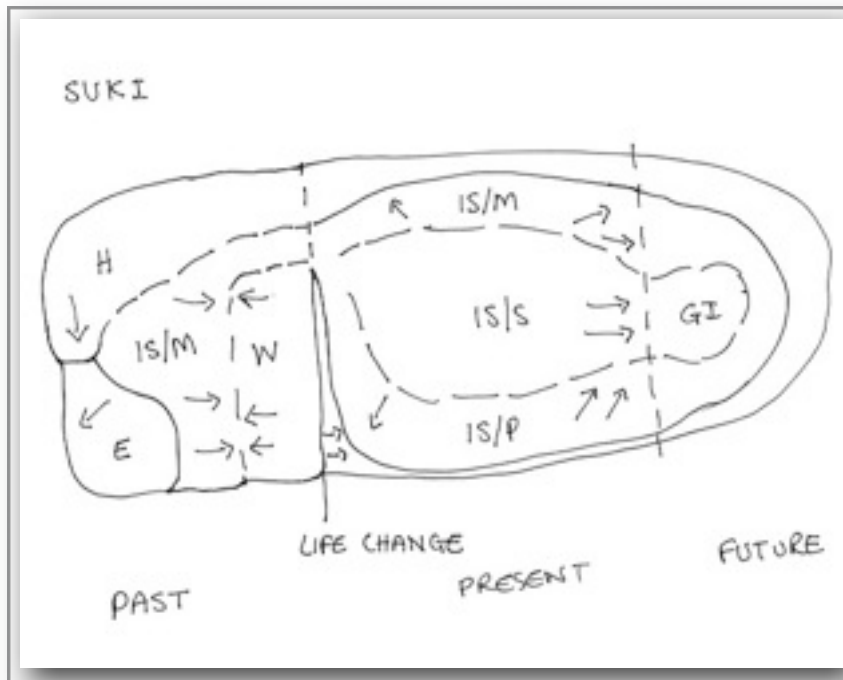 SUKI
H
IS/M
IS/M
W
IS/S
GI
E
IS/P
LIFE CHANGE
PAST
PRESENT
FUTURE